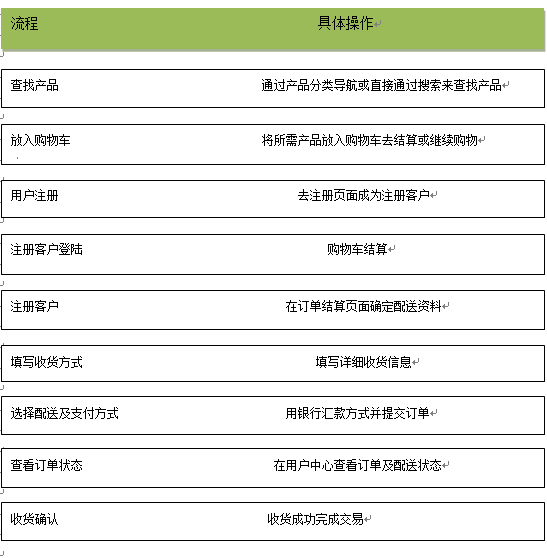 流程 具体操作
查找产品 通过产品分类导航或直接通过搜索来查找产品
放入购物车 将所需产品放入购物车去结算或继续购物
用户注册 去注册页面成为注册客户
注册客户登陆 购物车结算
注册客户 在订单结算页面确定配送资料
填写收货方式 填写详细收货信息
选择配送及支付方式 用银行汇款方式并提交订单
查看订单状态 在用户中心查看订单及配送状态
收货确认 收货成功完成交易